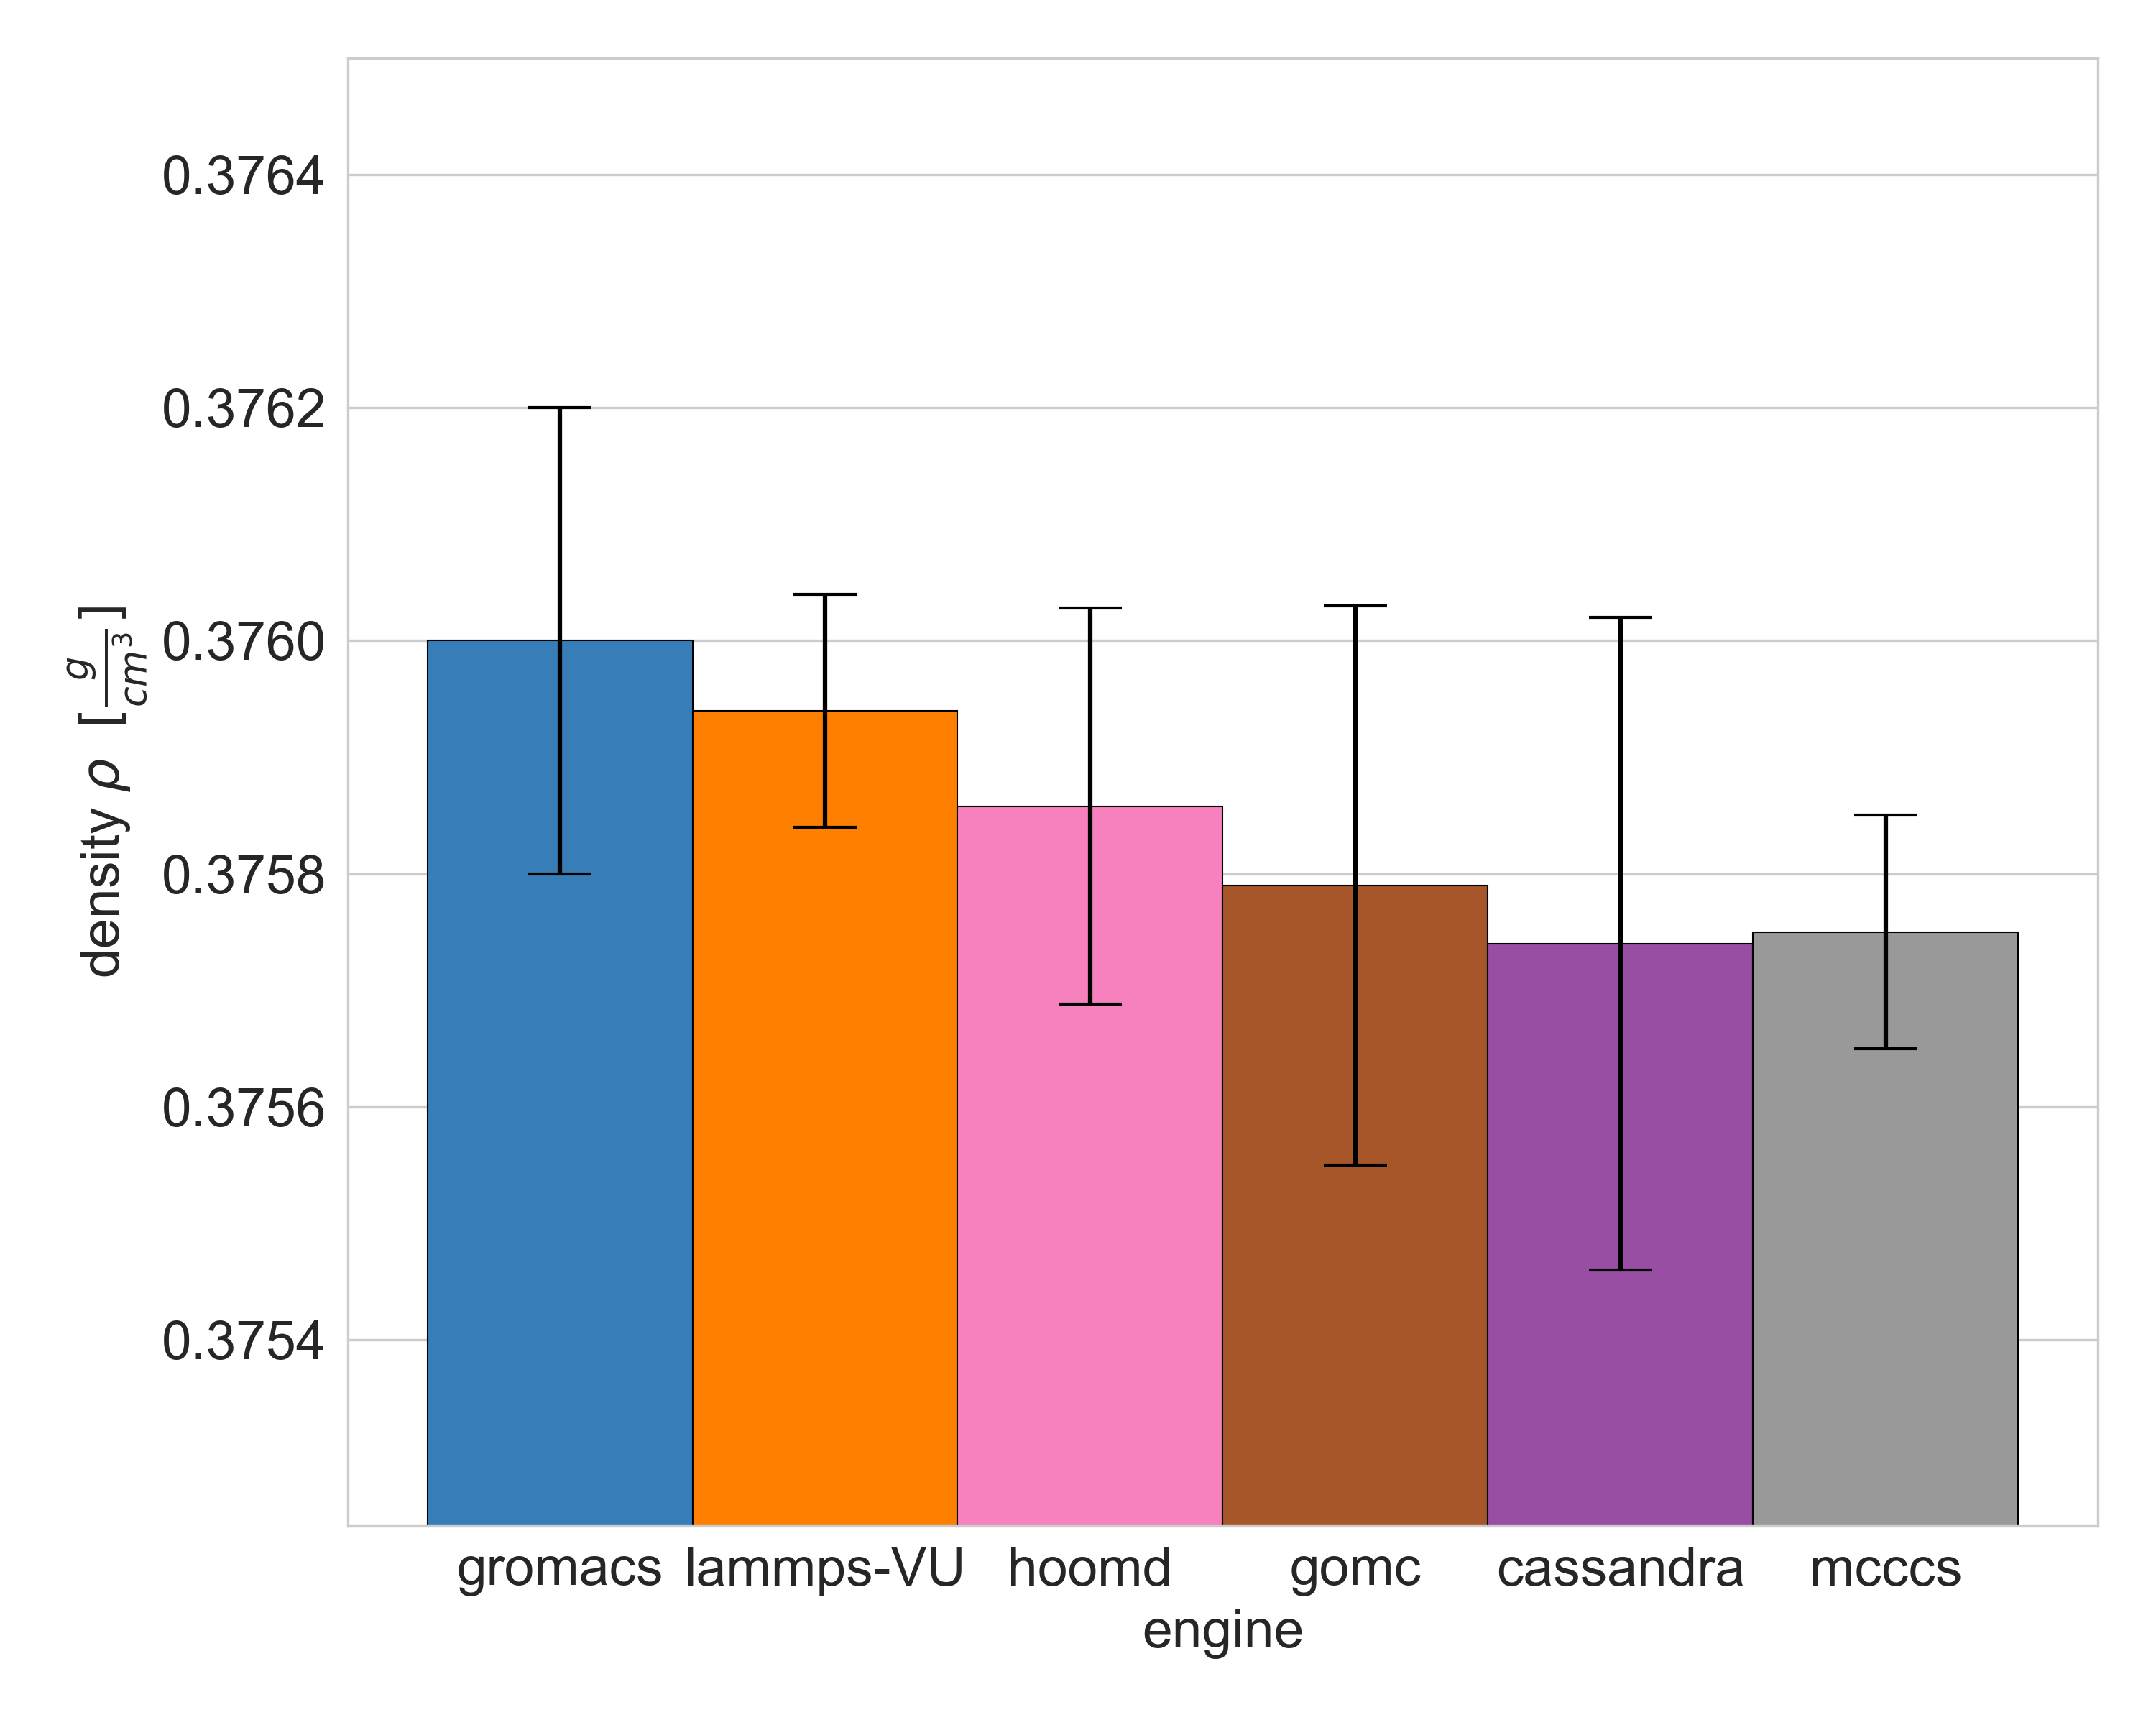 0.3764
0.3762
0.3760
0.3758
0.3756
0.3754
density ρ [g/cm³]
gromacs lammps-VU hoomd gomc cassandra mcccs
engine